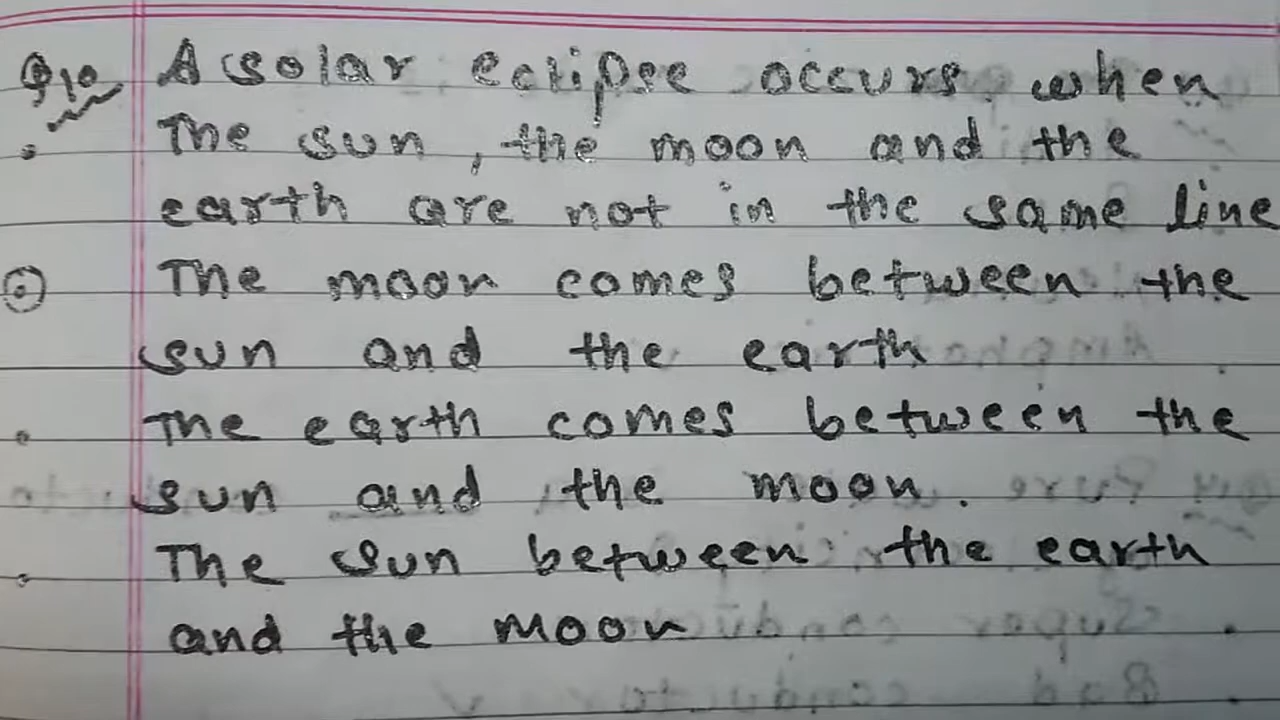 Q10 A solar eclipse occurs when
• The sun, the moon and the
earth are not in the same line
The moon comes between the
sun and the earth
• The earth comes between the
sun and the moon.
• The sun between the earth
and the moon